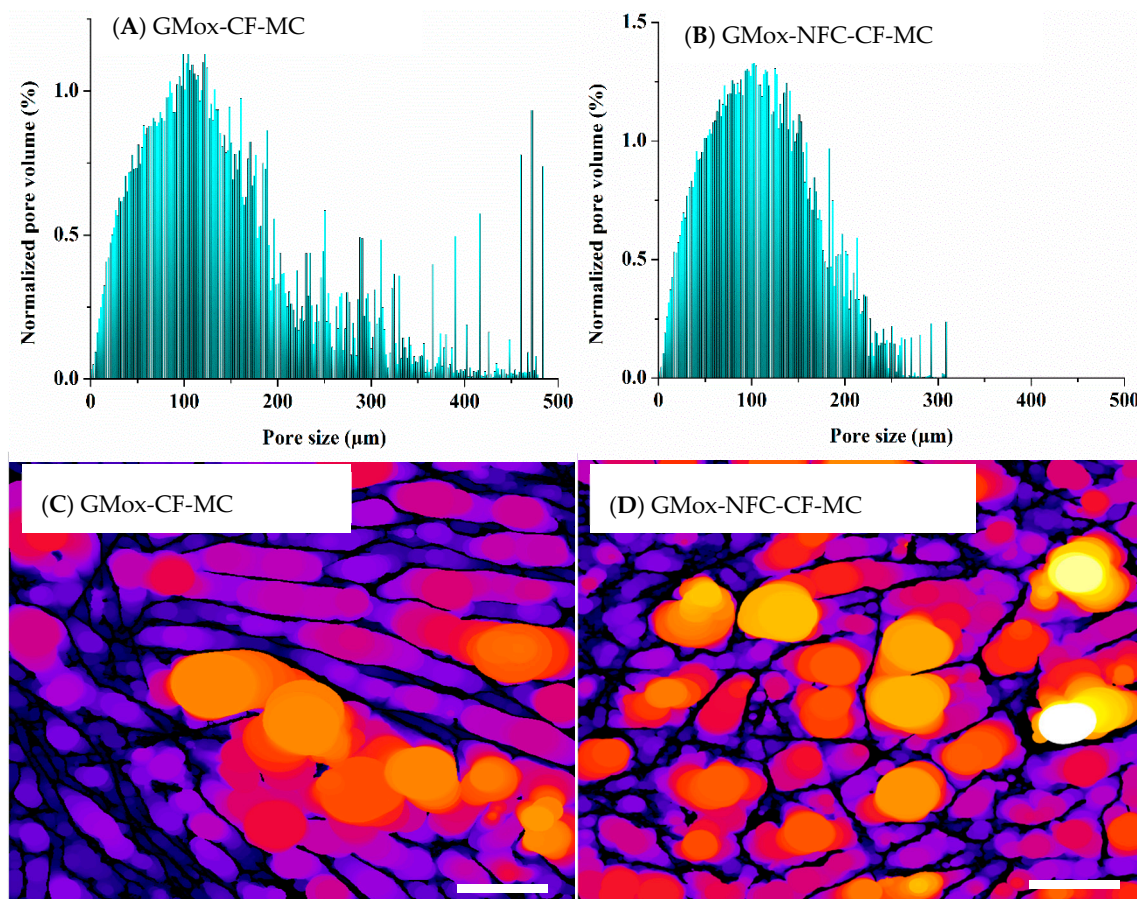 (A) GMox-CF-MC
Normalized pore volume (%)
1.0
0.5
0.0
0 100 200 300 400 500
Pore size (µm)
(B) GMox-NFC-CF-MC
Normalized pore volume (%)
1.5
1.0
0.5
0.0
0 100 200 300 400 500
Pore size (µm)
(C) GMox-CF-MC
(D) GMox-NFC-CF-MC